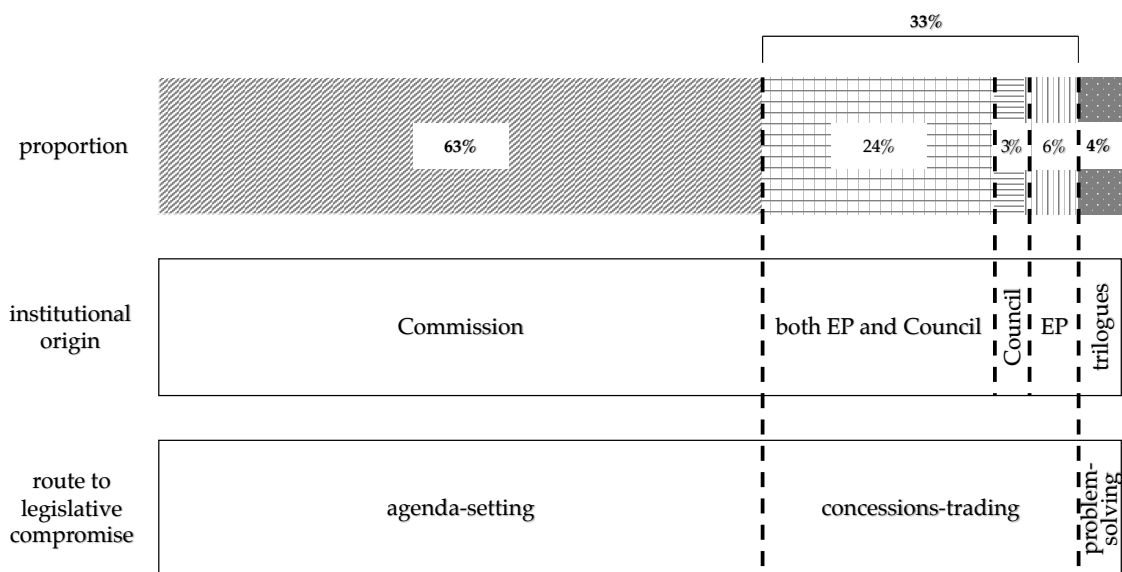 33%
proportion
63%
24%
3%
6%
4%
institutional
origin
Commission
both EP and Council
Council
EP
trilogues
route to
legislative
compromise
agenda-setting
concessions-trading
problem-
solving